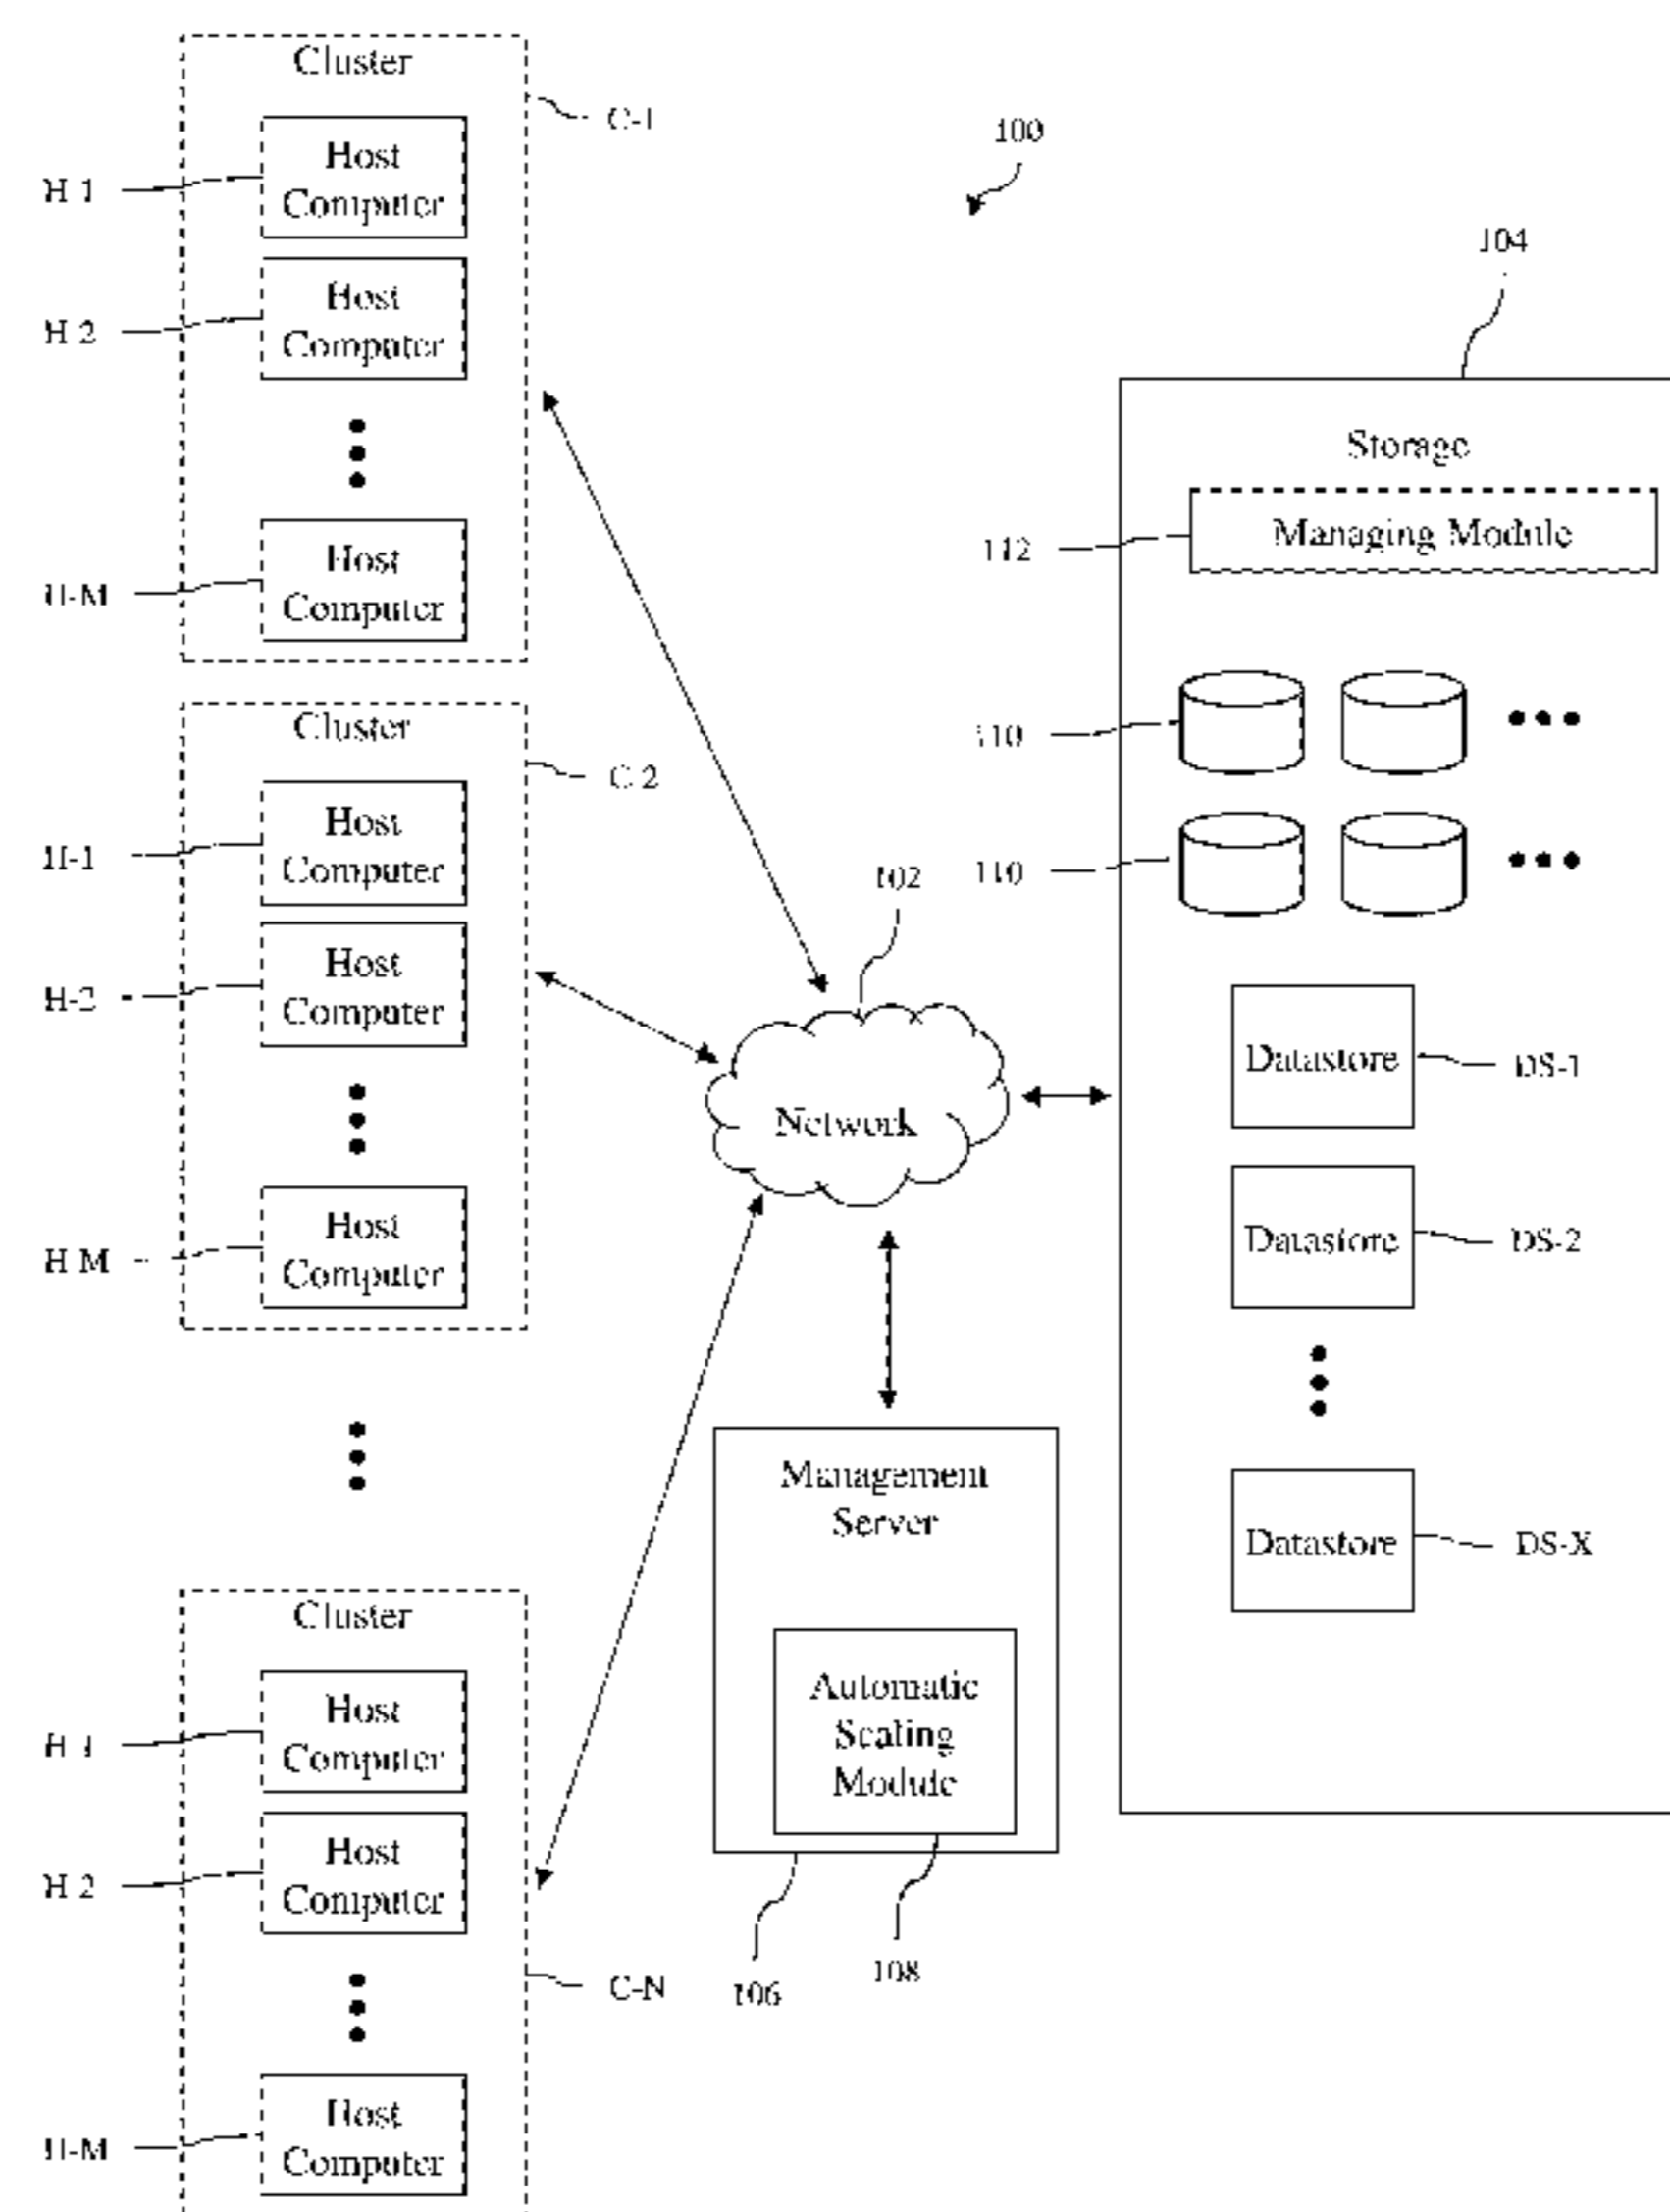 Cluster
C-1
Host
Computer
H-1
Host
Computer
H-2
Host
Computer
H-M
100
104
Storage
Managing Module
112
110
110
Cluster
C-2
Host
Computer
H-1
Host
Computer
H-2
Host
Computer
H-M
102
Network
Datastore
DS-1
Datastore
DS-2
Datastore
DS-X
Management
Server
Automatic
Scaling
Module
106
108
Cluster
Host
Computer
H-1
Host
Computer
H-2
C-N
Host
Computer
H-M